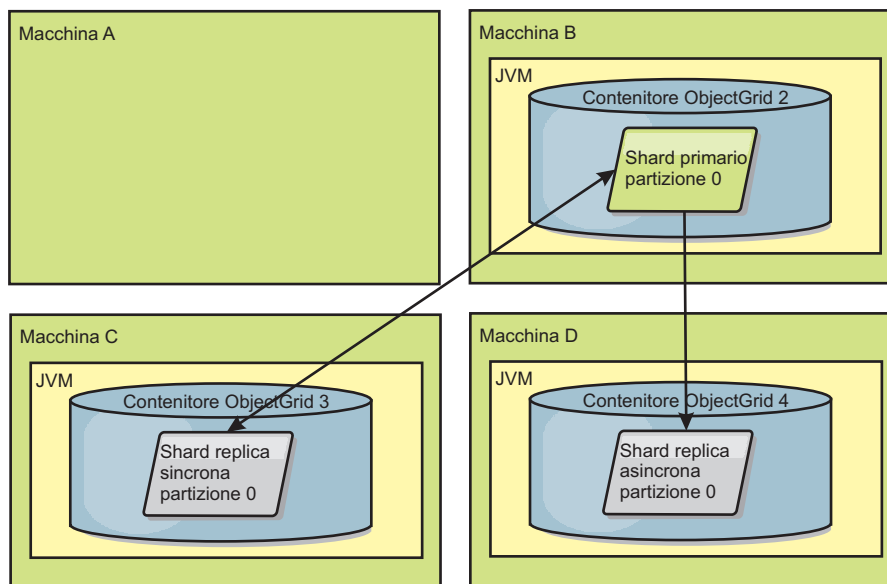 Macchina A
Macchina B
JVM
Contenitore ObjectGrid 2
Shard primario
partizione 0
Macchina C
JVM
Contenitore ObjectGrid 3
Shard replica
sincrona
partizione 0
Macchina D
JVM
Contenitore ObjectGrid 4
Shard replica
asincrona
partizione 0